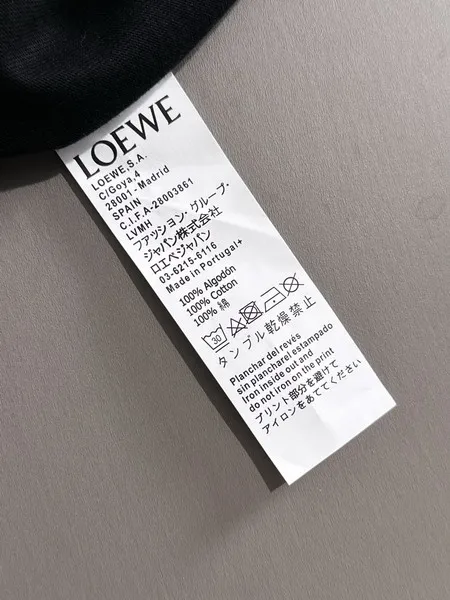 LOEWE
LOEWE,S.A.
C/Goya,4
28001 - Madrid
SPAIN
C.I.F.A-28003861
LVMH
ファッション・グループ・
ジャパン株式会社
ロエベジャパン
03-6215-6116
Made in Portugal+
100% Algodón
100% Cotton
100% 綿
30
タンブル乾燥禁止
Planchar del revés
sin plancharel estampado
Iron inside out and
do not iron on the print
プリント部分を避けて
アイロンをあててください